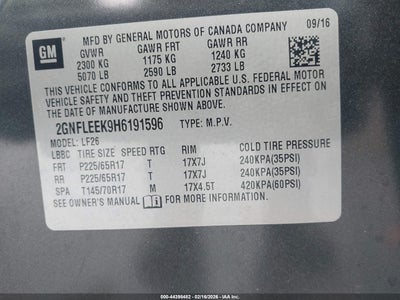 GM
MFD BY GENERAL MOTORS OF CANADA COMPANY
09/16
GVWR GAWR FRT GAWR RR
2300 KG 1175 KG 1240 KG
5070 LB 2590 LB 2733 LB
THIS VEHICLE CONFORMS TO ALL APPLICABLE U.S. FEDERAL
MOTOR VEHICLE SAFETY, BUMPER, AND THEFT PREVENTION
STANDARDS IN EFFECT ON THE DATE OF MANUFACTURE SHOWN ABOVE.
2GNFLEEK9H6191596 TYPE: M.P.V.
MODEL: LF26
LBBC TIRE SIZE SPEED RTG RIM COLD TIRE PRESSURE
FRT P225/65R17 T 17X7J 240KPA(35PSI)
RR P225/65R17 T 17X7J 240KPA(35PSI)
SPA T145/70R17 M 17X4.5T 420KPA(60PSI)
SEE OWNER'S MANUAL FOR MORE INFORMATION.
000-44398482 - 02/18/2026 - IAAI.COM